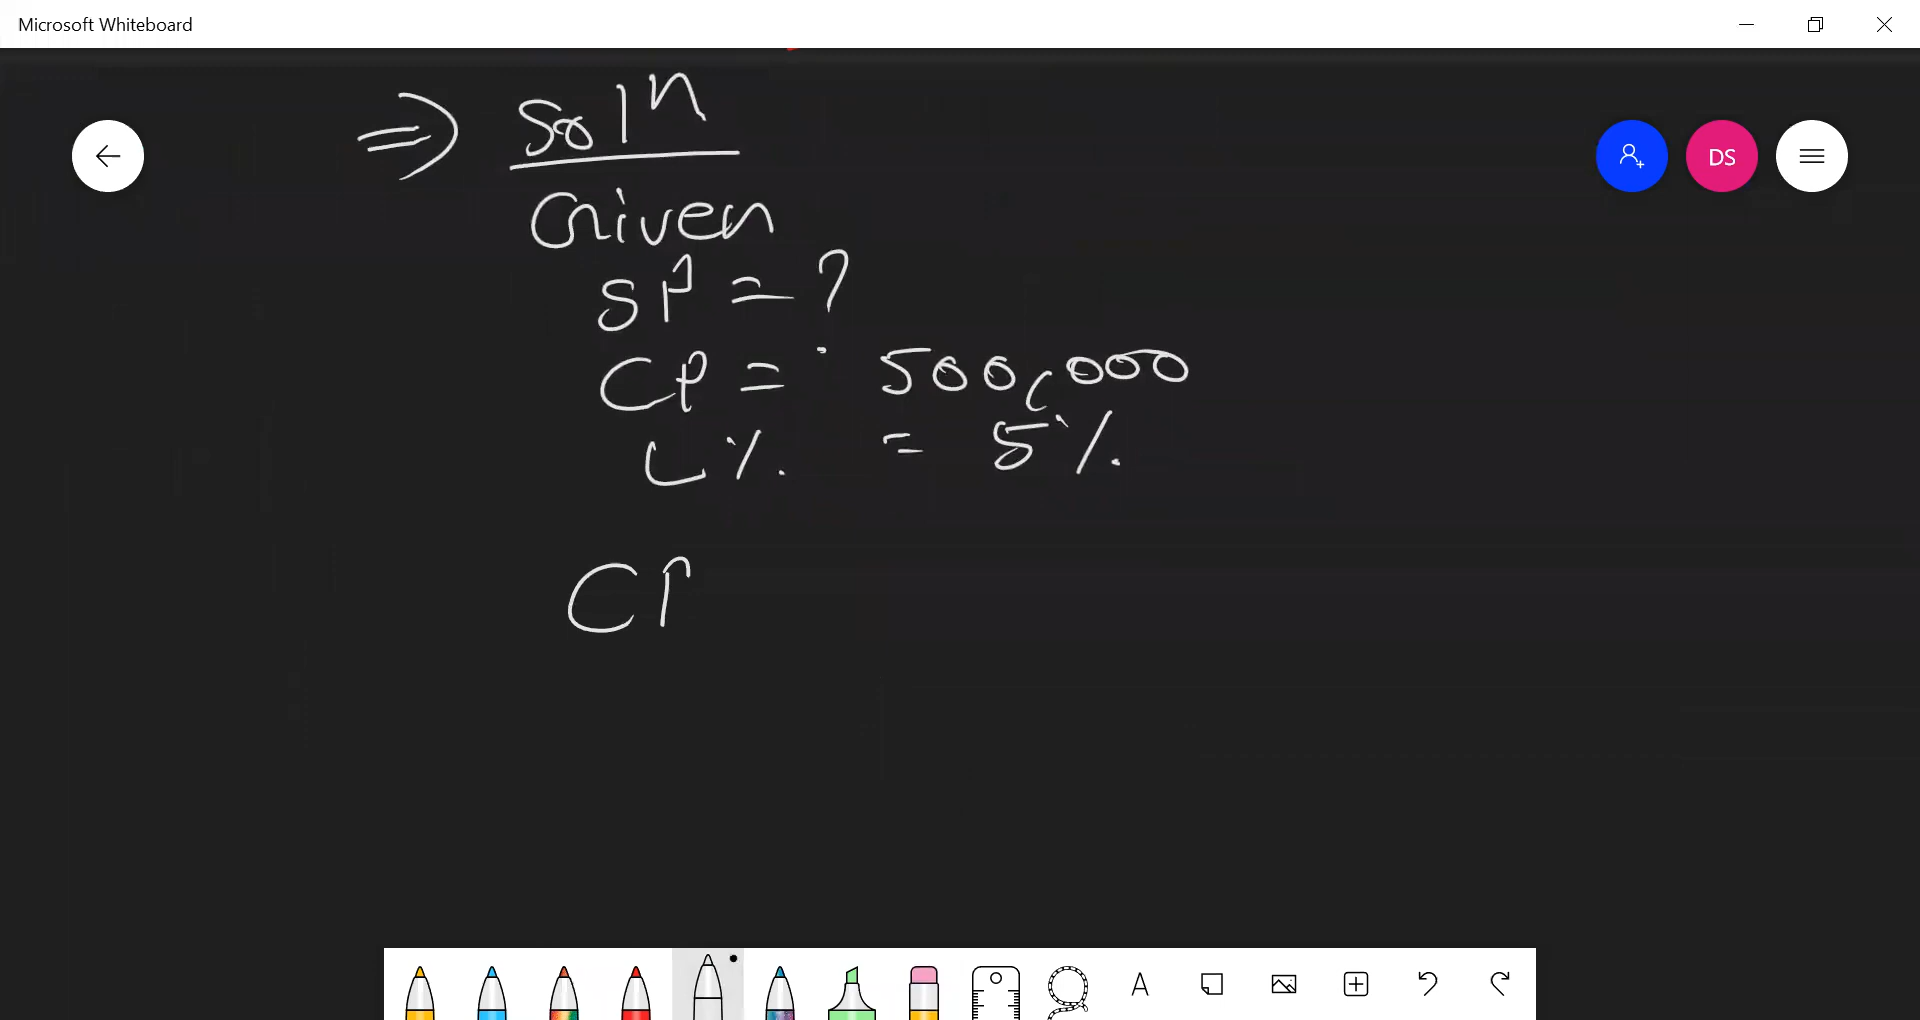 Microsoft Whiteboard
⇒ Solⁿ
DS
Given
SP = ?
CP = 500,000
L% = 5%
CP
A